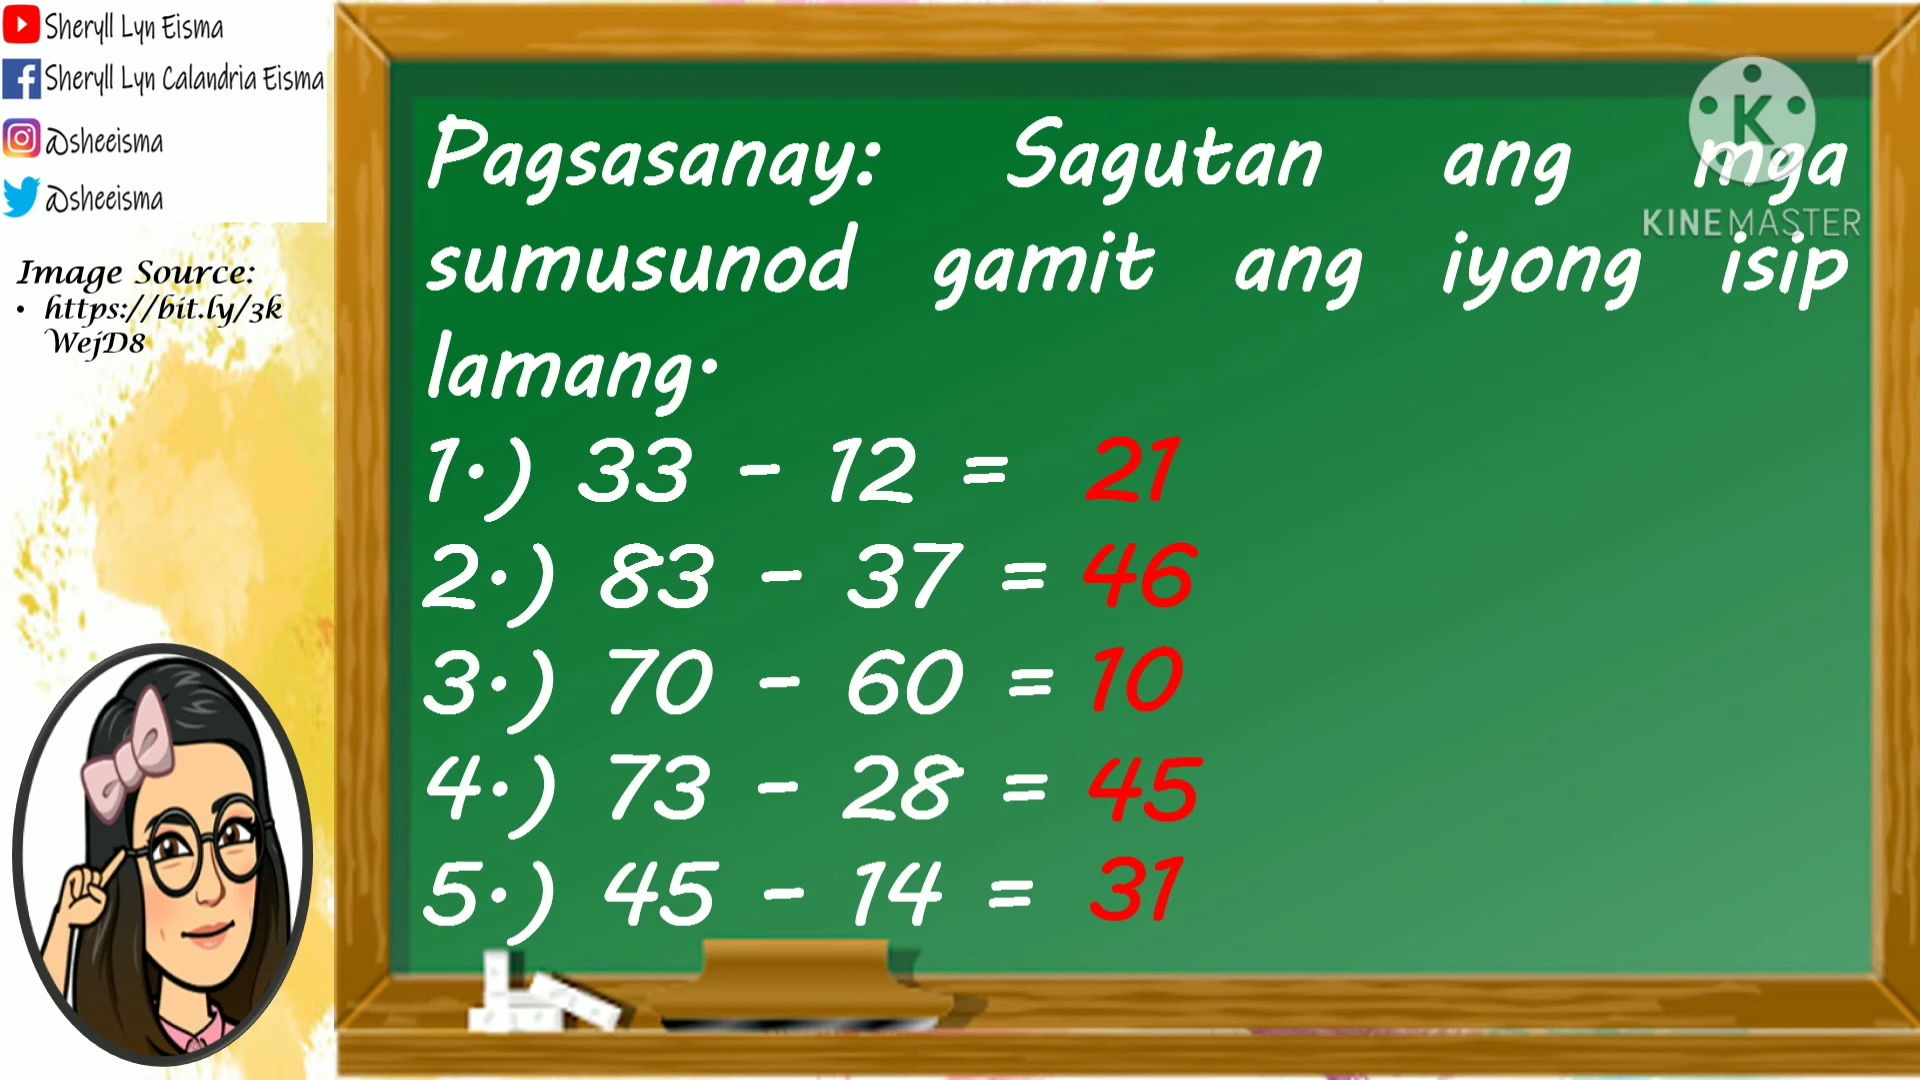 Sheryll Lyn Eisma
Sheryll Lyn Calandria Eisma
@sheeisma
@sheeisma
Image Source:
• https://bit.ly/3k
WejD8
K
KINEMASTER
Pagsasanay: Sagutan ang mga
sumusunod gamit ang iyong isip
lamang.
1.) 33 - 12 = 21
2.) 83 - 37 = 46
3.) 70 - 60 = 10
4.) 73 - 28 = 45
5.) 45 - 14 = 31